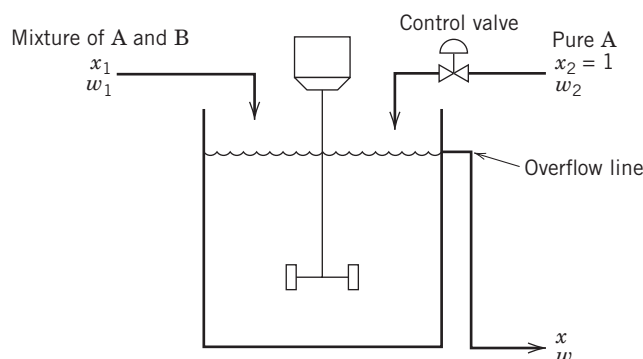 Control valve
Mixture of A and B
Pure A
x₁
x₂ = 1
w₁
w₂
Overflow line
x
w